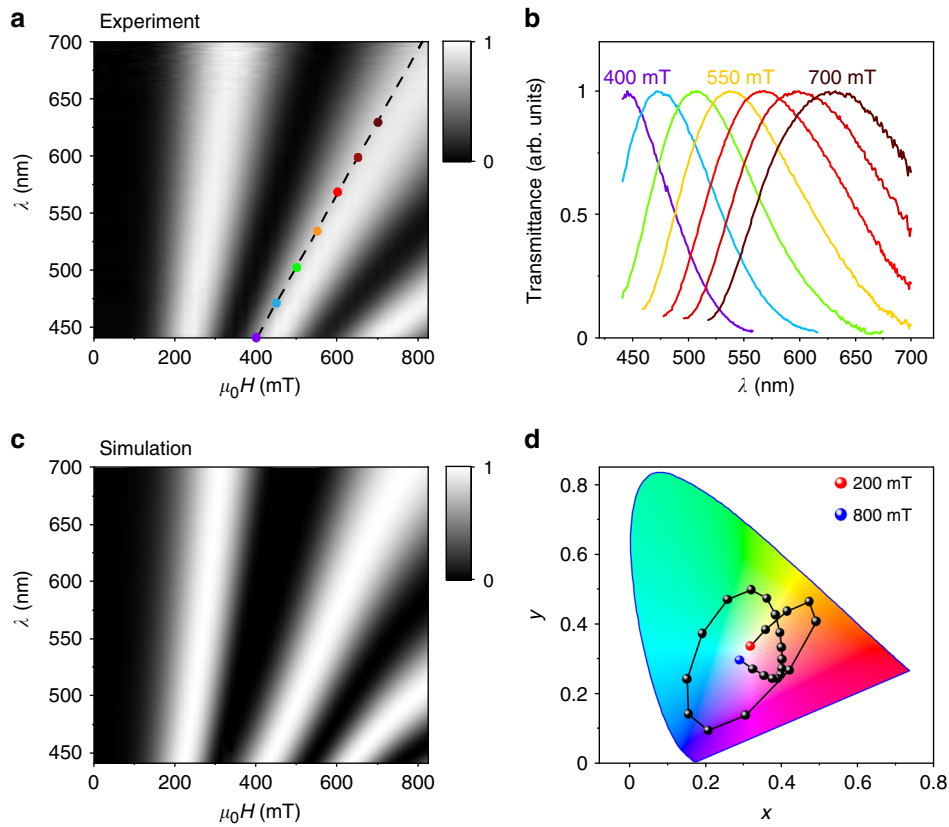 a
Experiment
700
650
600
550
500
450
λ (nm)
0 200 400 600 800
μ0H (mT)
1
0
b
400 mT 550 mT 700 mT
1
0.5
0
Transmittance (arb. units)
450 500 550 600 650 700
λ (nm)
c
Simulation
700
650
600
550
500
450
λ (nm)
0 200 400 600 800
μ0H (mT)
1
0
d
200 mT
800 mT
0.8
0.6
0.4
0.2
0
y
0 0.2 0.4 0.6 0.8
x